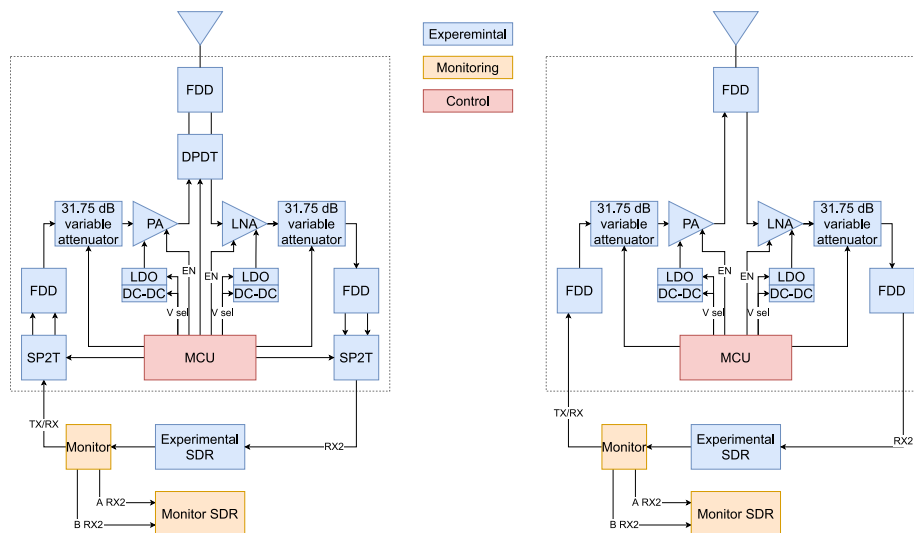 Experemintal
Monitoring
Control
FDD
DPDT
31.75 dB
variable
attenuator
PA
LNA
31.75 dB
variable
attenuator
EN
EN
LDO
DC-DC
LDO
DC-DC
FDD
FDD
V sel
V sel
SP2T
MCU
SP2T
TX/RX
Monitor
Experimental
SDR
RX2
A RX2
B RX2
Monitor SDR
FDD
31.75 dB
variable
attenuator
PA
LNA
31.75 dB
variable
attenuator
EN
EN
LDO
DC-DC
LDO
DC-DC
FDD
FDD
V sel
V sel
MCU
TX/RX
Monitor
Experimental
SDR
RX2
A RX2
B RX2
Monitor SDR